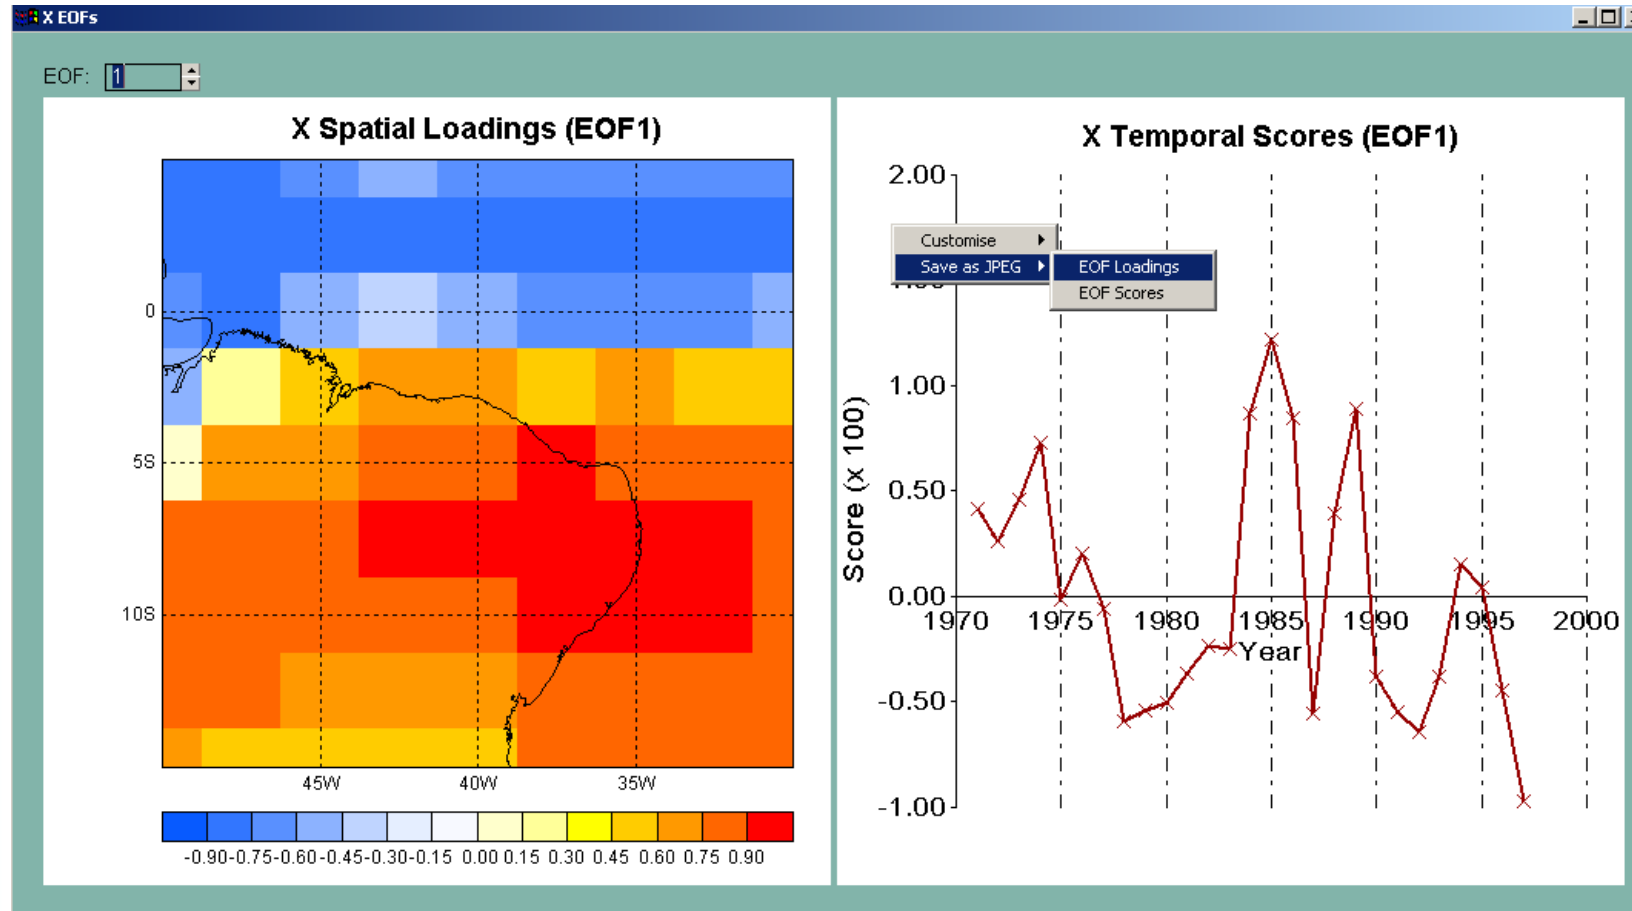 X EOFs
EOF: 1
X Spatial Loadings (EOF1)
0
5S
10S
45W 40W 35W
-0.90 -0.75 -0.60 -0.45 -0.30 -0.15 0.00 0.15 0.30 0.45 0.60 0.75 0.90
X Temporal Scores (EOF1)
2.00
Customise
Save as JPEG
EOF Loadings
EOF Scores
1.00
0.50
0.00
-0.50
-1.00
Score (x 100)
1970 1975 1980 1985 1990 1995 2000
Year